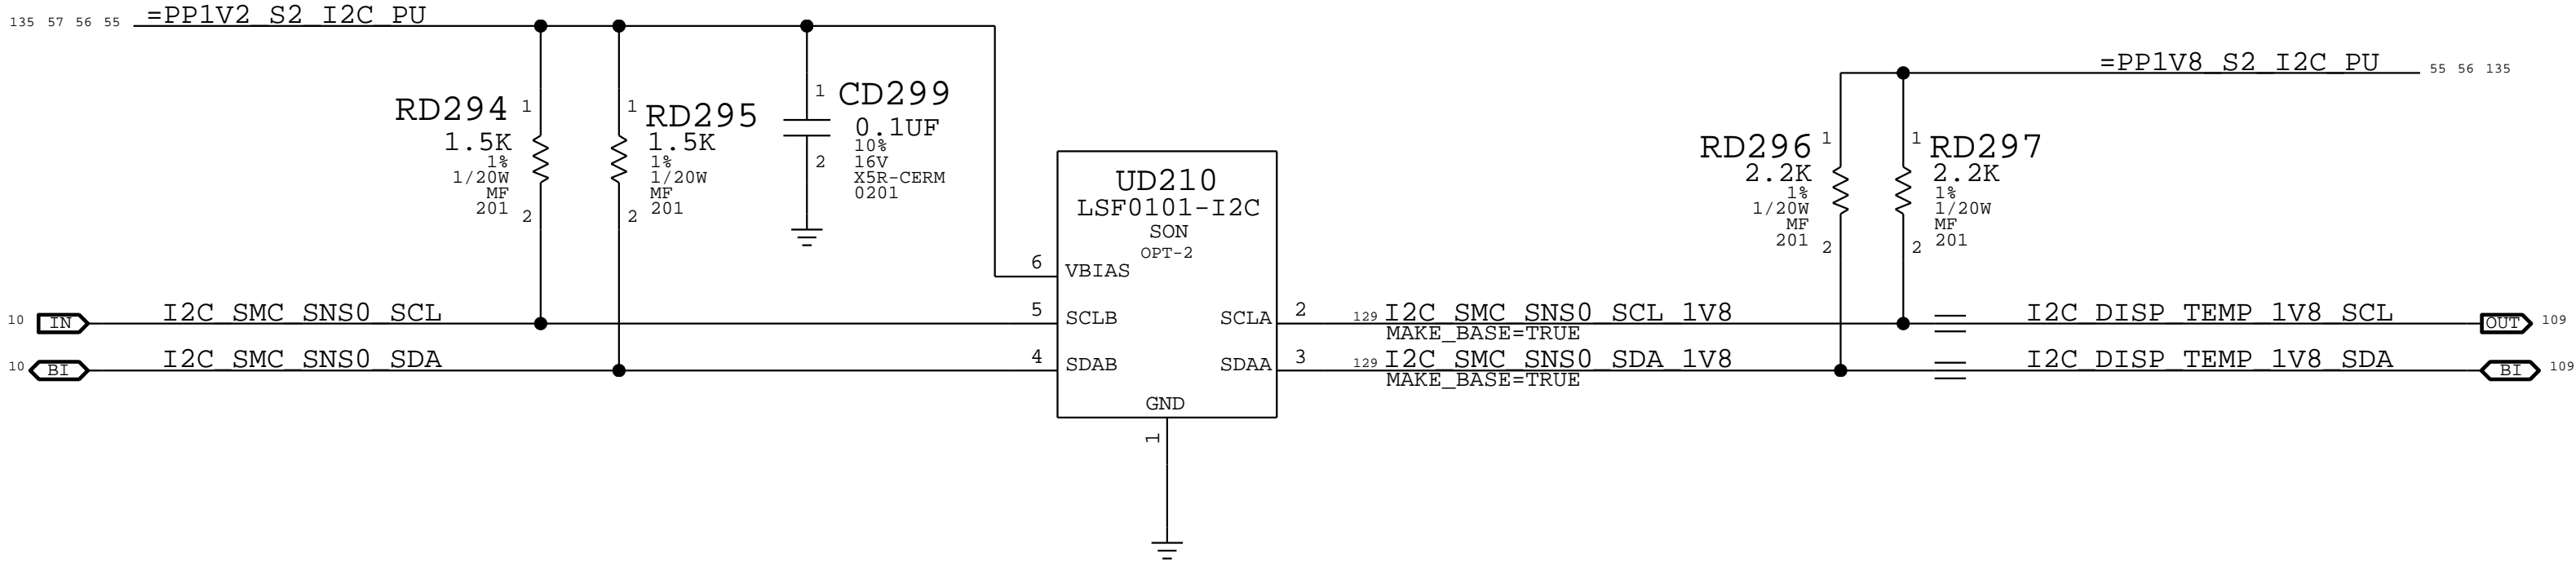 135 57 56 55 =PP1V2_S2_I2C_PU
=PP1V8_S2_I2C_PU 55 56 135
RD294
1.5K
1%
1/20W
MF
201
1
2
RD295
1.5K
1%
1/20W
MF
201
1
2
CD299
0.1UF
10%
16V
X5R-CERM
0201
1
2
UD210
LSF0101-I2C
SON
OPT-2
6 VBIAS
5 SCLB
4 SDAB
SCLA 2
SDAA 3
GND
1
RD296
2.2K
1%
1/20W
MF
201
1
2
RD297
2.2K
1%
1/20W
MF
201
1
2
10 IN I2C_SMC_SNS0_SCL
10 BI I2C_SMC_SNS0_SDA
129 I2C_SMC_SNS0_SCL_1V8
MAKE_BASE=TRUE
129 I2C_SMC_SNS0_SDA_1V8
MAKE_BASE=TRUE
I2C_DISP_TEMP_1V8_SCL OUT 109
I2C_DISP_TEMP_1V8_SDA BI 109